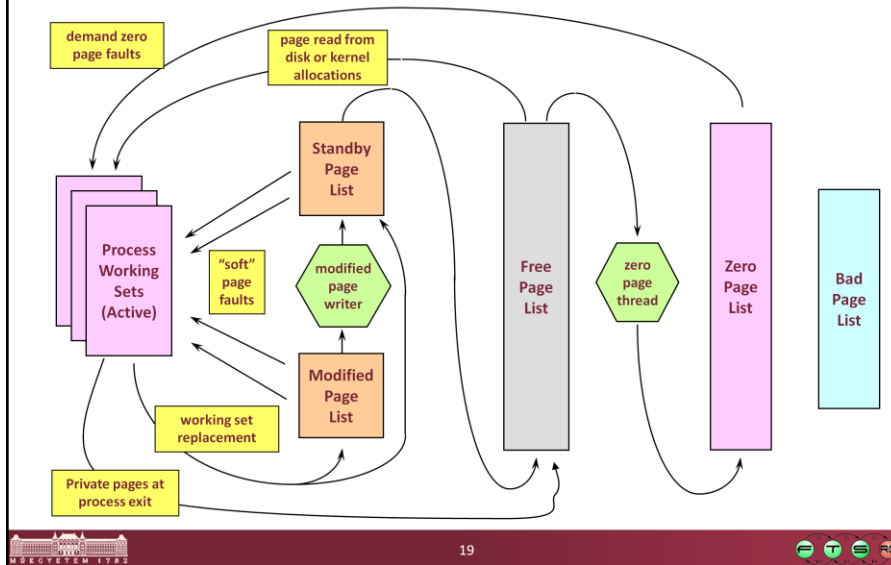 demand zero
page faults
page read from
disk or kernel
allocations
Standby
Page
List
Process
Working
Sets
(Active)
"soft"
page
faults
modified
page
writer
Modified
Page
List
working set
replacement
Private pages at
process exit
Free
Page
List
zero
page
thread
Zero
Page
List
Bad
Page
List
MŰEGYETEM 1782
19
F T S R